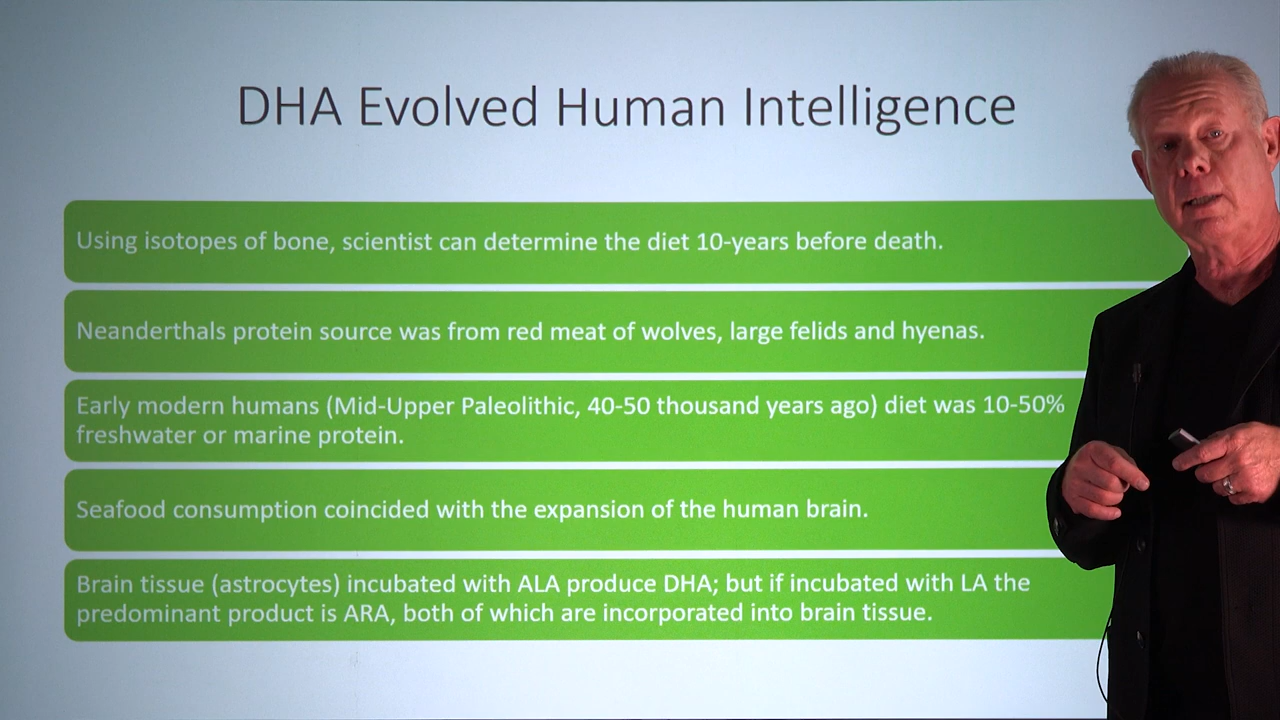 DHA Evolved Human Intelligence
Using isotopes of bone, scientist can determine the diet 10-years before death.
Neanderthals protein source was from red meat of wolves, large felids and hyenas.
Early modern humans (Mid-Upper Paleolithic, 40-50 thousand years ago) diet was 10-50%
freshwater or marine protein.
Seafood consumption coincided with the expansion of the human brain.
Brain tissue (astrocytes) incubated with ALA produce DHA; but if incubated with LA the
predominant product is ARA, both of which are incorporated into brain tissue.